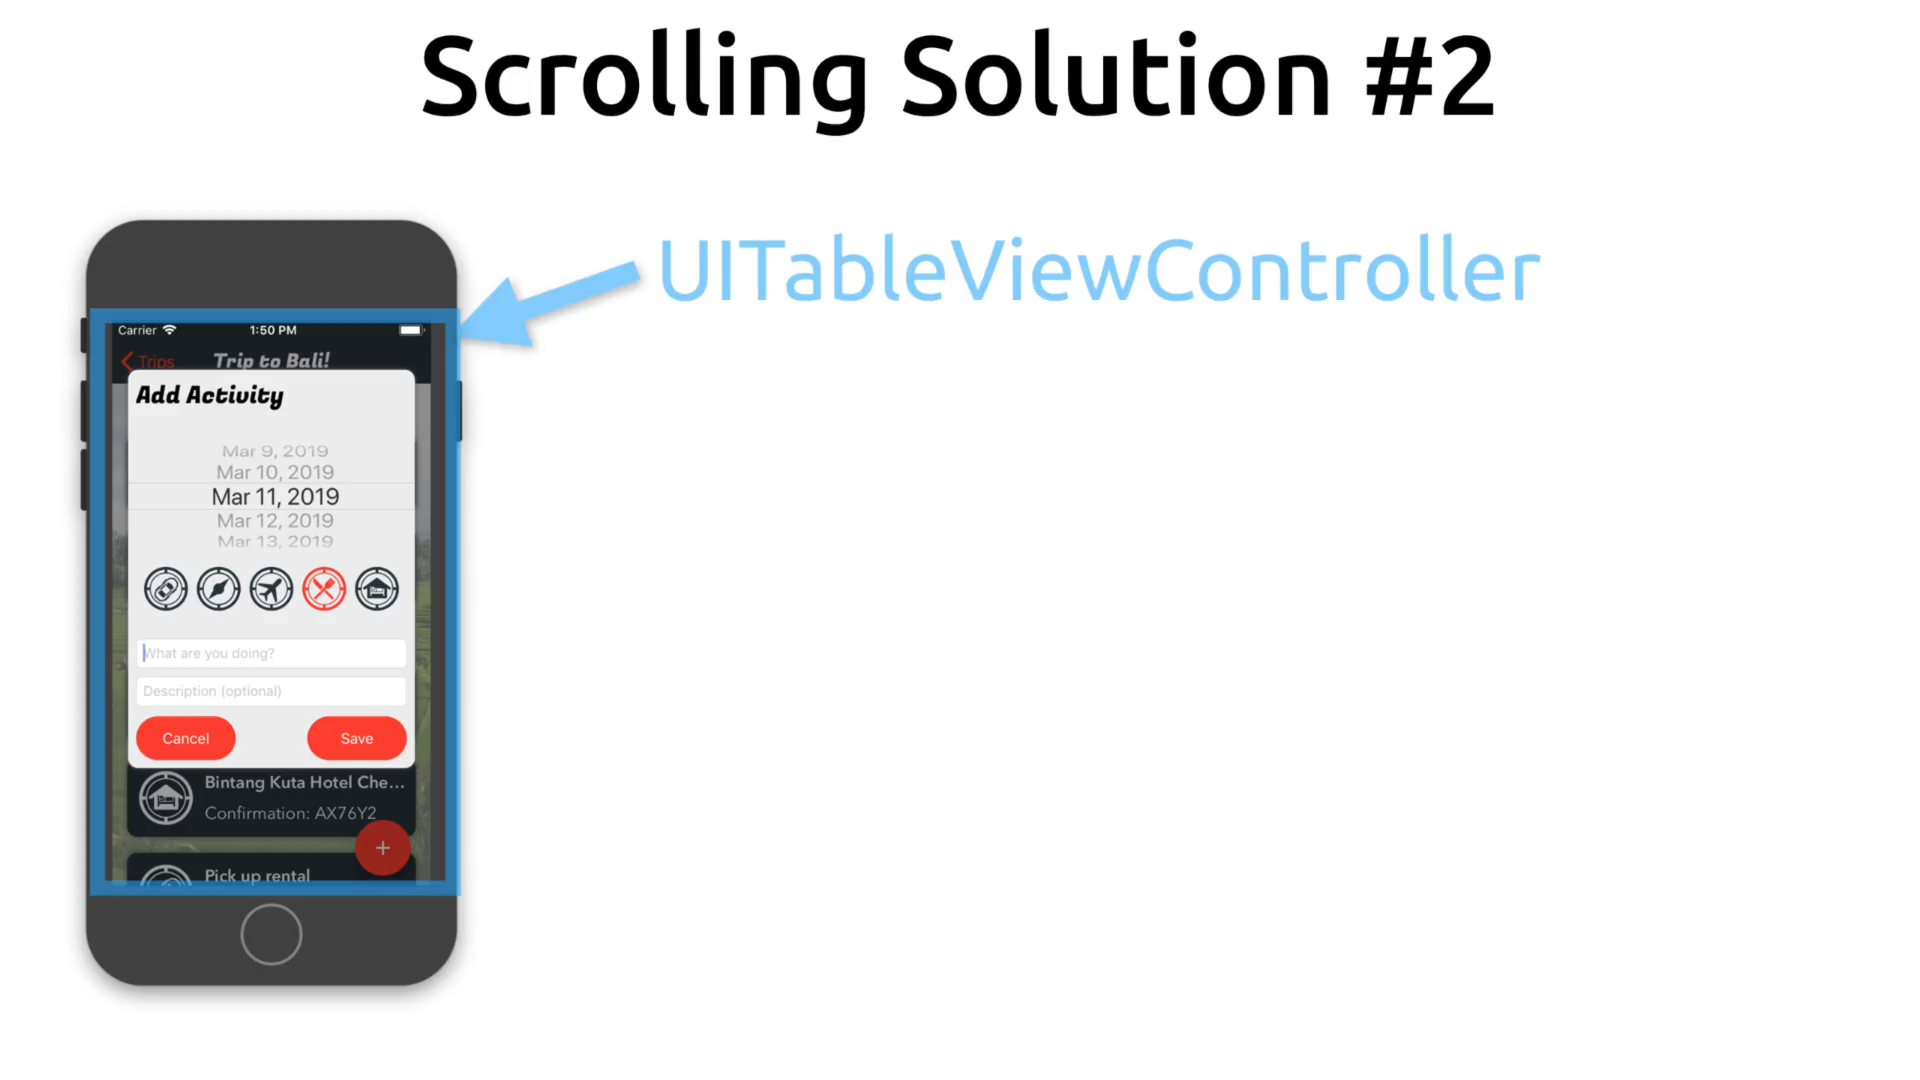 Scrolling Solution #2
UITableViewController
Carrier 1:50 PM
Trips Trip to Bali!
Add Activity
Mar 9, 2019
Mar 10, 2019
Mar 11, 2019
Mar 12, 2019
Mar 13, 2019
What are you doing?
Description (optional)
Cancel Save
Bintang Kuta Hotel Che...
Confirmation: AX76Y2
+
Pick up rental